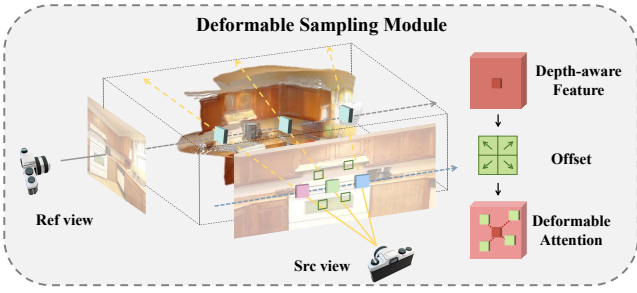 Deformable Sampling Module
Depth-aware
Feature
Offset
Deformable
Attention
Ref view
Src view